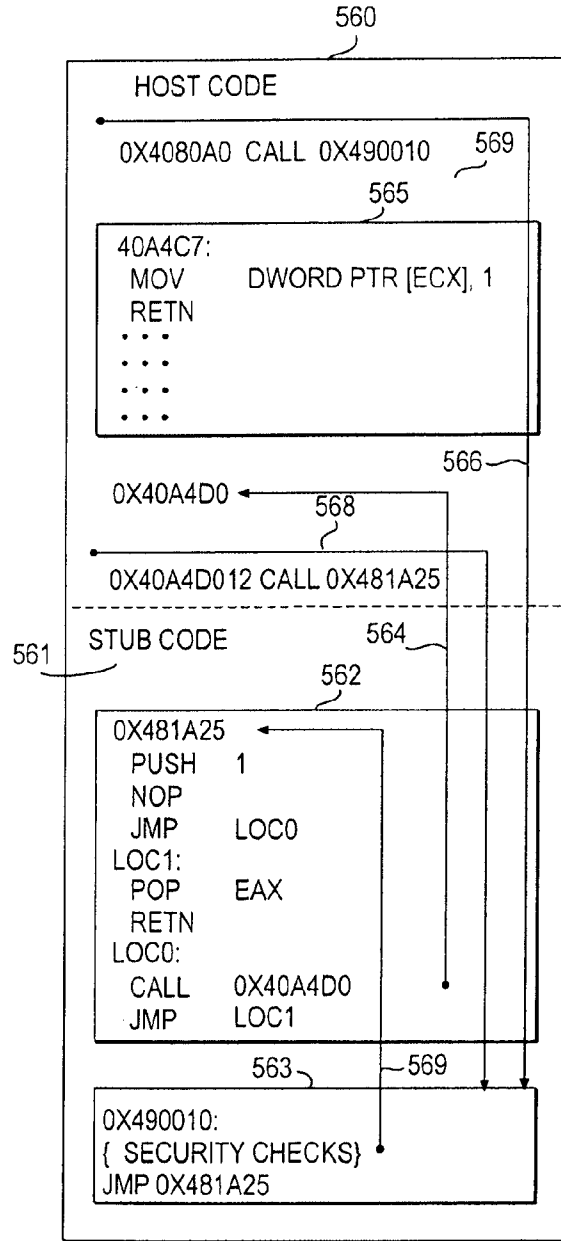 560
HOST CODE
0X4080A0 CALL 0X490010
569
565
40A4C7:
MOV DWORD PTR [ECX], 1
RETN
. . .
. . .
. . .
. . .
566
0X40A4D0
568
0X40A4D012 CALL 0X481A25
STUB CODE
564
561
562
0X481A25
PUSH 1
NOP
JMP LOC0
LOC1:
POP EAX
RETN
LOC0:
CALL 0X40A4D0
JMP LOC1
563
569
0X490010:
{ SECURITY CHECKS}
JMP 0X481A25